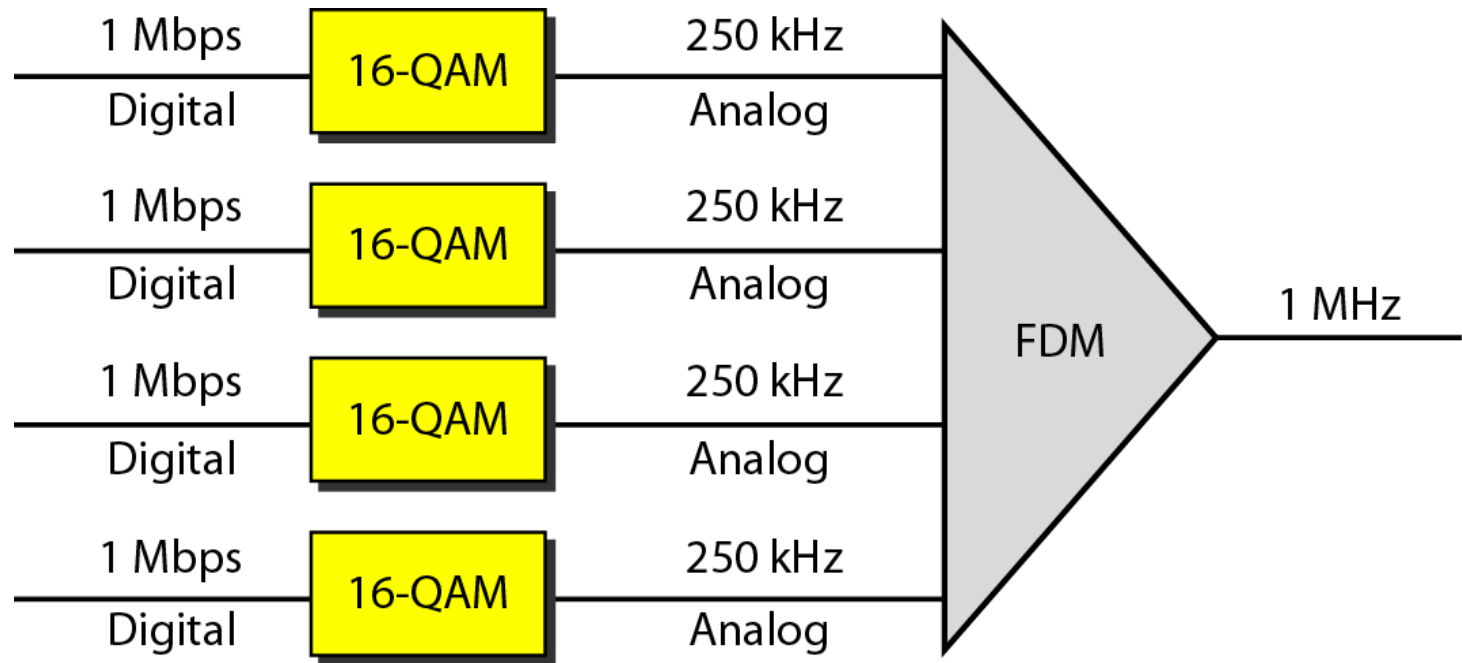 1 Mbps
16-QAM
250 kHz
Digital
Analog
1 Mbps
16-QAM
250 kHz
Digital
Analog
FDM
1 MHz
1 Mbps
16-QAM
250 kHz
Digital
Analog
1 Mbps
16-QAM
250 kHz
Digital
Analog